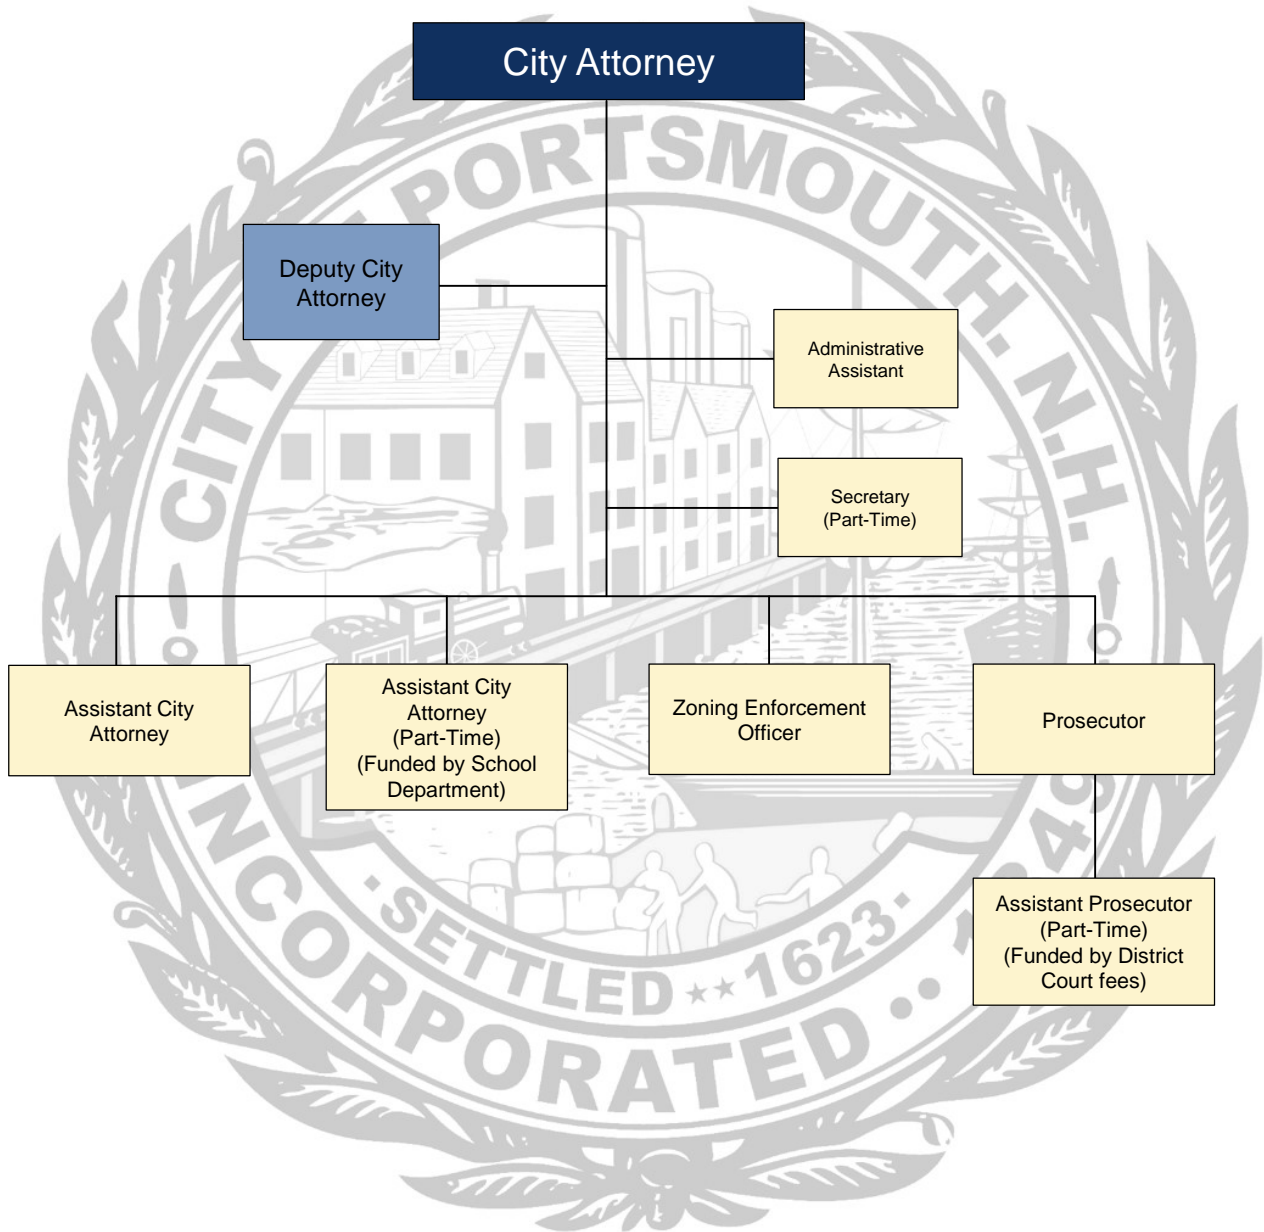 City Attorney
Deputy City
Attorney
Administrative
Assistant
Secretary
(Part-Time)
Assistant City
Attorney
Assistant City
Attorney
(Part-Time)
(Funded by School
Department)
Zoning Enforcement
Officer
Prosecutor
Assistant Prosecutor
(Part-Time)
(Funded by District
Court fees)
CITY
PORTSMOUTH, N.H.
INCORPORATED
SETTLED ★★ 1623